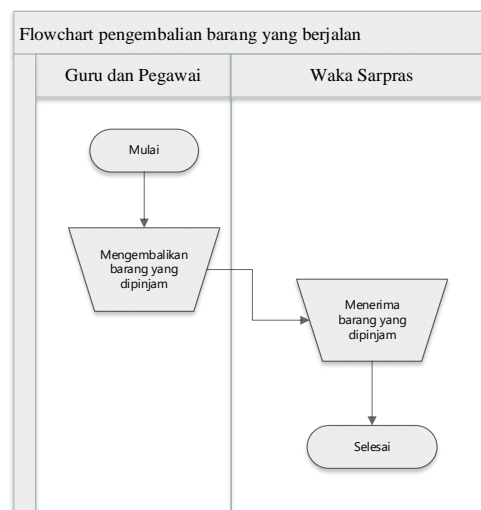 Flowchart pengembalian barang yang berjalan
Guru dan Pegawai
Waka Sarpras
Mulai
Mengembalikan
barang yang
dipinjam
Menerima
barang yang
dipinjam
Selesai